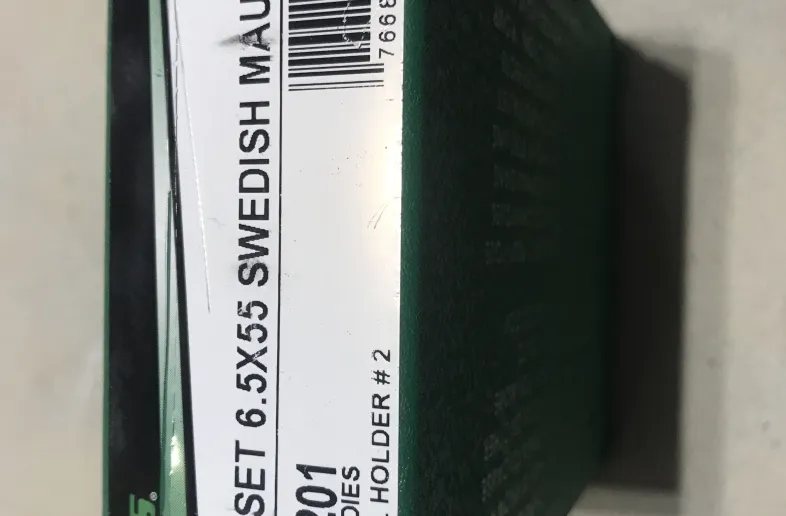 S®
SET 6.5X55 SWEDISH MAU
201
7668
DIES
HOLDER # 2